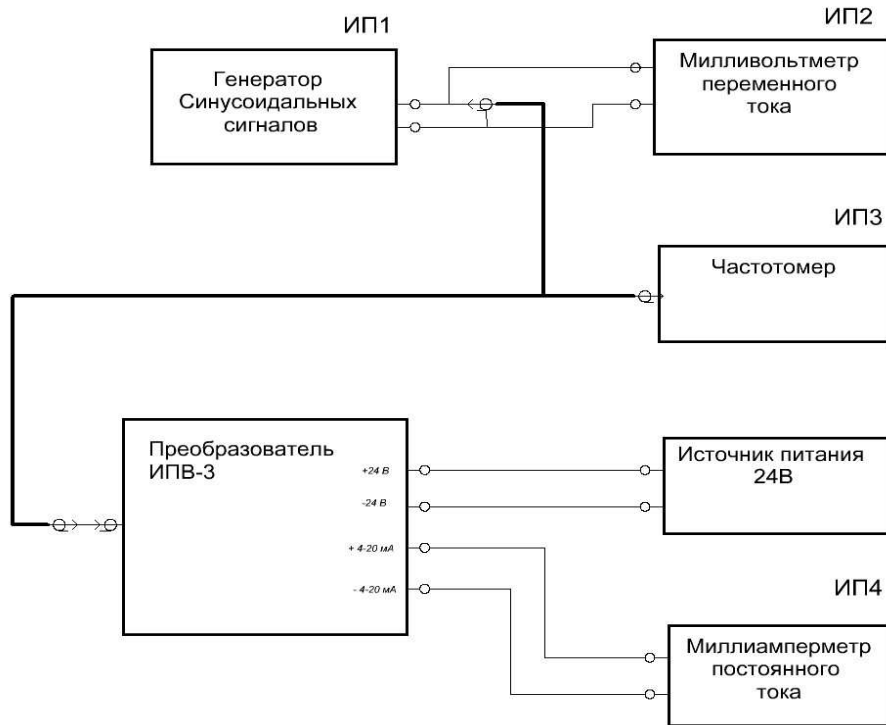 ИП1
Генератор
Синусоидальных
сигналов
ИП2
Милливольтметр
переменного
тока
ИП3
Частотомер
Преобразователь
ИПВ-3
+24 В
-24 В
+ 4-20 мА
- 4-20 мА
Источник питания
24В
ИП4
Миллиамперметр
постоянного
тока